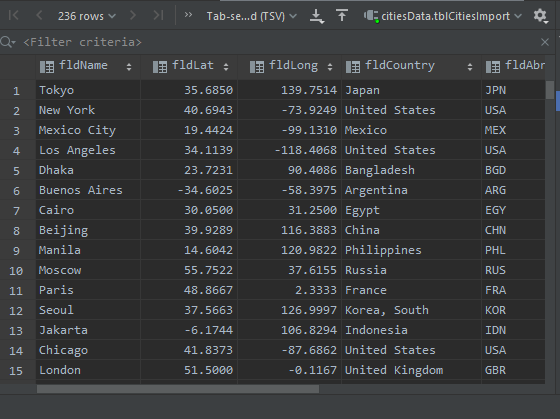 236 rows Tab-se...d (TSV) citiesData.tblCitiesImport
<Filter criteria>
fldName fldLat fldLong fldCountry fldAbr
1 Tokyo 35.6850 139.7514 Japan JPN
2 New York 40.6943 -73.9249 United States USA
3 Mexico City 19.4424 -99.1310 Mexico MEX
4 Los Angeles 34.1139 -118.4068 United States USA
5 Dhaka 23.7231 90.4086 Bangladesh BGD
6 Buenos Aires -34.6025 -58.3975 Argentina ARG
7 Cairo 30.0500 31.2500 Egypt EGY
8 Beijing 39.9289 116.3883 China CHN
9 Manila 14.6042 120.9822 Philippines PHL
10 Moscow 55.7522 37.6155 Russia RUS
11 Paris 48.8667 2.3333 France FRA
12 Seoul 37.5663 126.9997 Korea, South KOR
13 Jakarta -6.1744 106.8294 Indonesia IDN
14 Chicago 41.8373 -87.6862 United States USA
15 London 51.5000 -0.1167 United Kingdom GBR